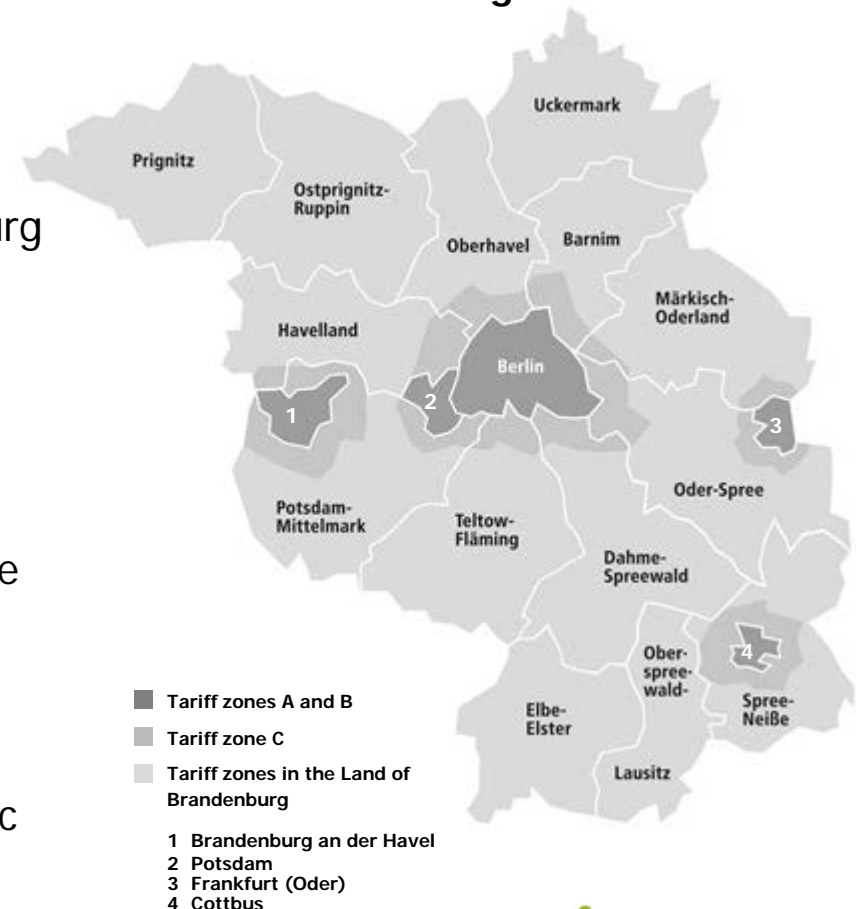 g
Uckermark
Prignitz
Ostprignitz-
Ruppin
urg
Oberhavel
Barnim
Märkisch-
Oderland
Havelland
Berlin
1
2
3
Oder-Spree
Potsdam-
Mittelmark
Teltow-
Fläming
Dahme-
Spreewald
e
4
Ober-
spree-
wald-
Spree-
Neiße
Elbe-
Elster
Lausitz
Tariff zones A and B
Tariff zone C
Tariff zones in the Land of
Brandenburg
c
1 Brandenburg an der Havel
2 Potsdam
3 Frankfurt (Oder)
4 Cottbus